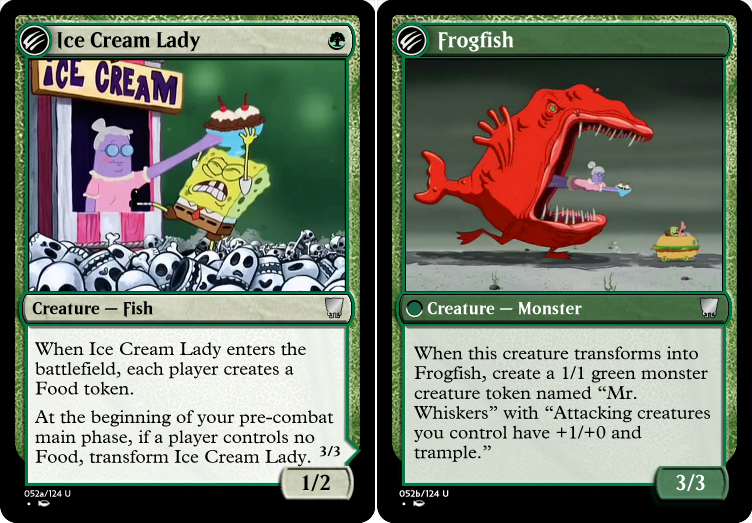 Ice Cream Lady
ICE CREAM
Creature — Fish
When Ice Cream Lady enters the
battlefield, each player creates a
Food token.
At the beginning of your pre-combat
main phase, if a player controls no
Food, transform Ice Cream Lady.
3/3
1/2
052a/124 U
Frogfish
Creature — Monster
When this creature transforms into
Frogfish, create a 1/1 green monster
creature token named “Mr.
Whiskers” with “Attacking creatures
you control have +1/+0 and
trample.”
3/3
052b/124 U